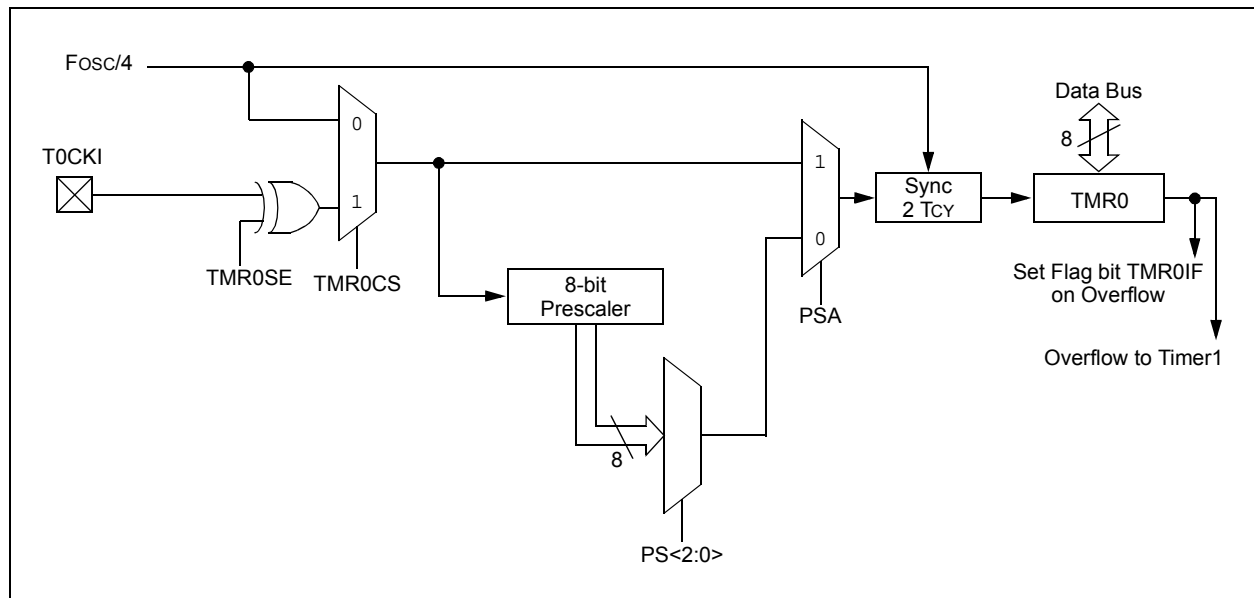 FOSC/4
Data Bus
8
T0CKI
0
1
1
0
Sync
2 TCY
TMR0
TMR0SE
TMR0CS
8-bit
Prescaler
PSA
Set Flag bit TMR0IF
on Overflow
Overflow to Timer1
8
PS<2:0>